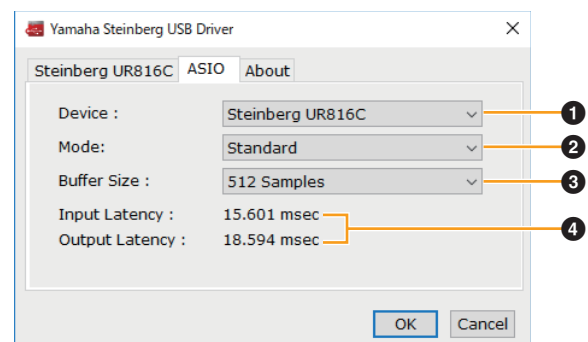 Yamaha Steinberg USB Driver
Steinberg UR816C ASIO About
Device : Steinberg UR816C 1
Mode: Standard 2
Buffer Size : 512 Samples 3
Input Latency : 15.601 msec
Output Latency : 18.594 msec 4
OK Cancel